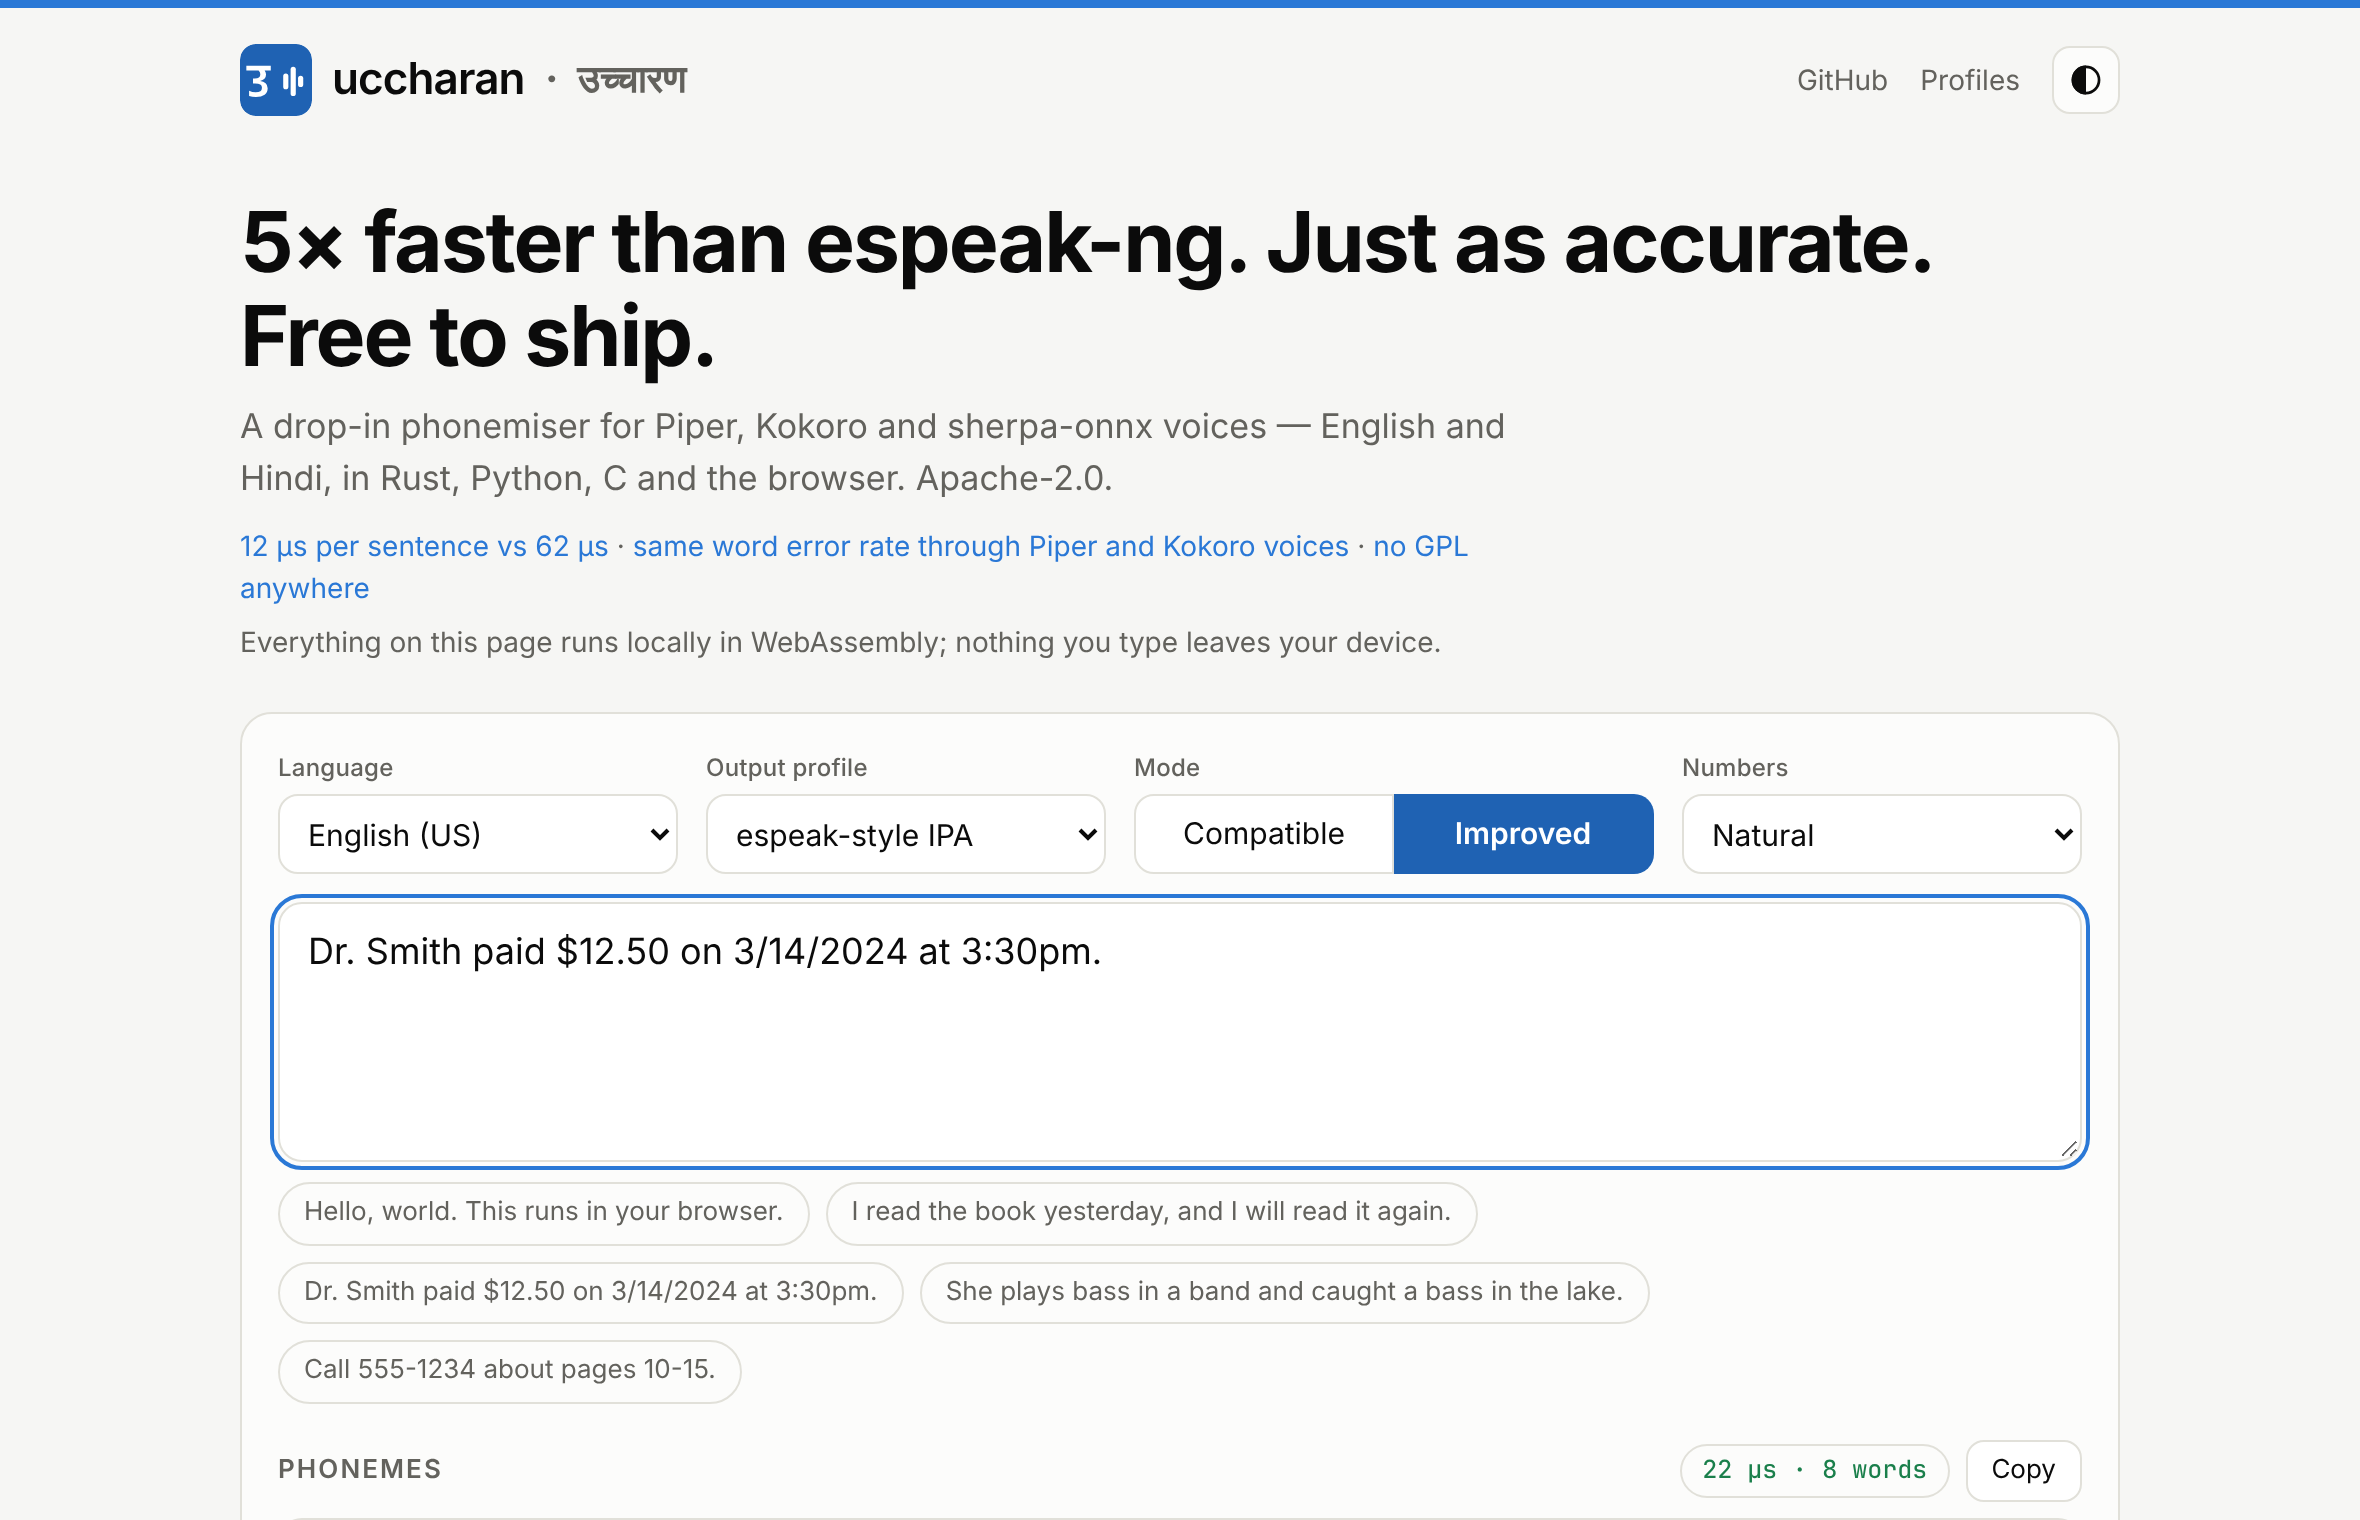 उ
uccharan · उच्चारण
GitHub Profiles
5× faster than espeak-ng. Just as accurate.
Free to ship.
A drop-in phonemiser for Piper, Kokoro and sherpa-onnx voices — English and
Hindi, in Rust, Python, C and the browser. Apache-2.0.
12 µs per sentence vs 62 µs · same word error rate through Piper and Kokoro voices · no GPL
anywhere
Everything on this page runs locally in WebAssembly; nothing you type leaves your device.
Language Output profile Mode Numbers
English (US) espeak-style IPA Compatible Improved Natural
Dr. Smith paid $12.50 on 3/14/2024 at 3:30pm.
Hello, world. This runs in your browser. I read the book yesterday, and I will read it again.
Dr. Smith paid $12.50 on 3/14/2024 at 3:30pm. She plays bass in a band and caught a bass in the lake.
Call 555-1234 about pages 10-15.
PHONEMES 22 µs · 8 words Copy